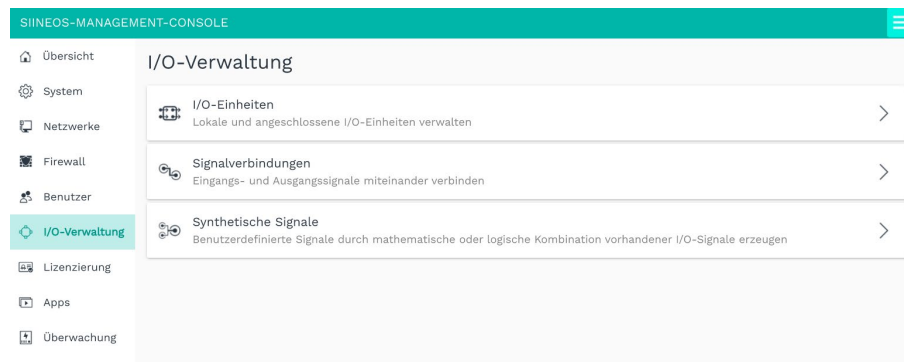 SIINEOS-MANAGEMENT-CONSOLE
Übersicht
System
Netzwerke
Firewall
Benutzer
I/O-Verwaltung
Lizenzierung
Apps
Überwachung
I/O-Verwaltung
I/O-Einheiten
Lokale und angeschlossene I/O-Einheiten verwalten
Signalverbindungen
Eingangs- und Ausgangssignale miteinander verbinden
Synthetische Signale
Benutzerdefinierte Signale durch mathematische oder logische Kombination vorhandener I/O-Signale erzeugen